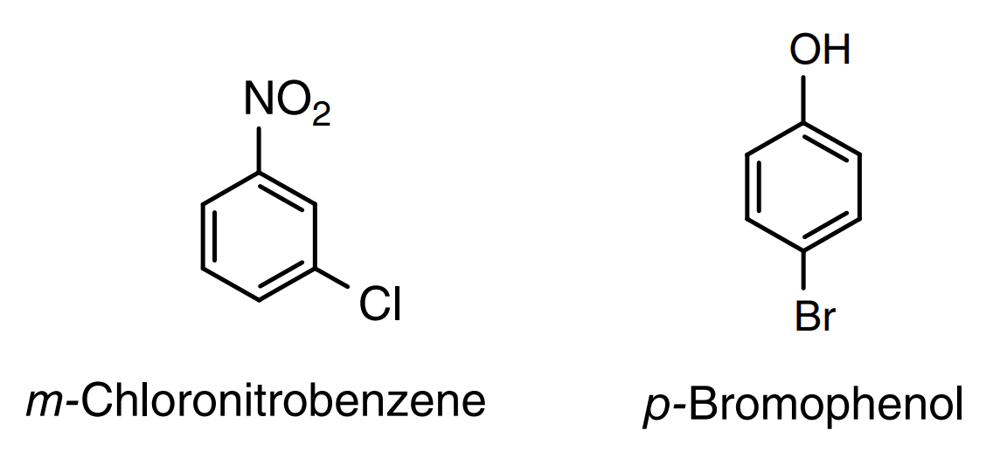 OH
NO₂
Cl
Br
m-Chloronitrobenzene
p-Bromophenol